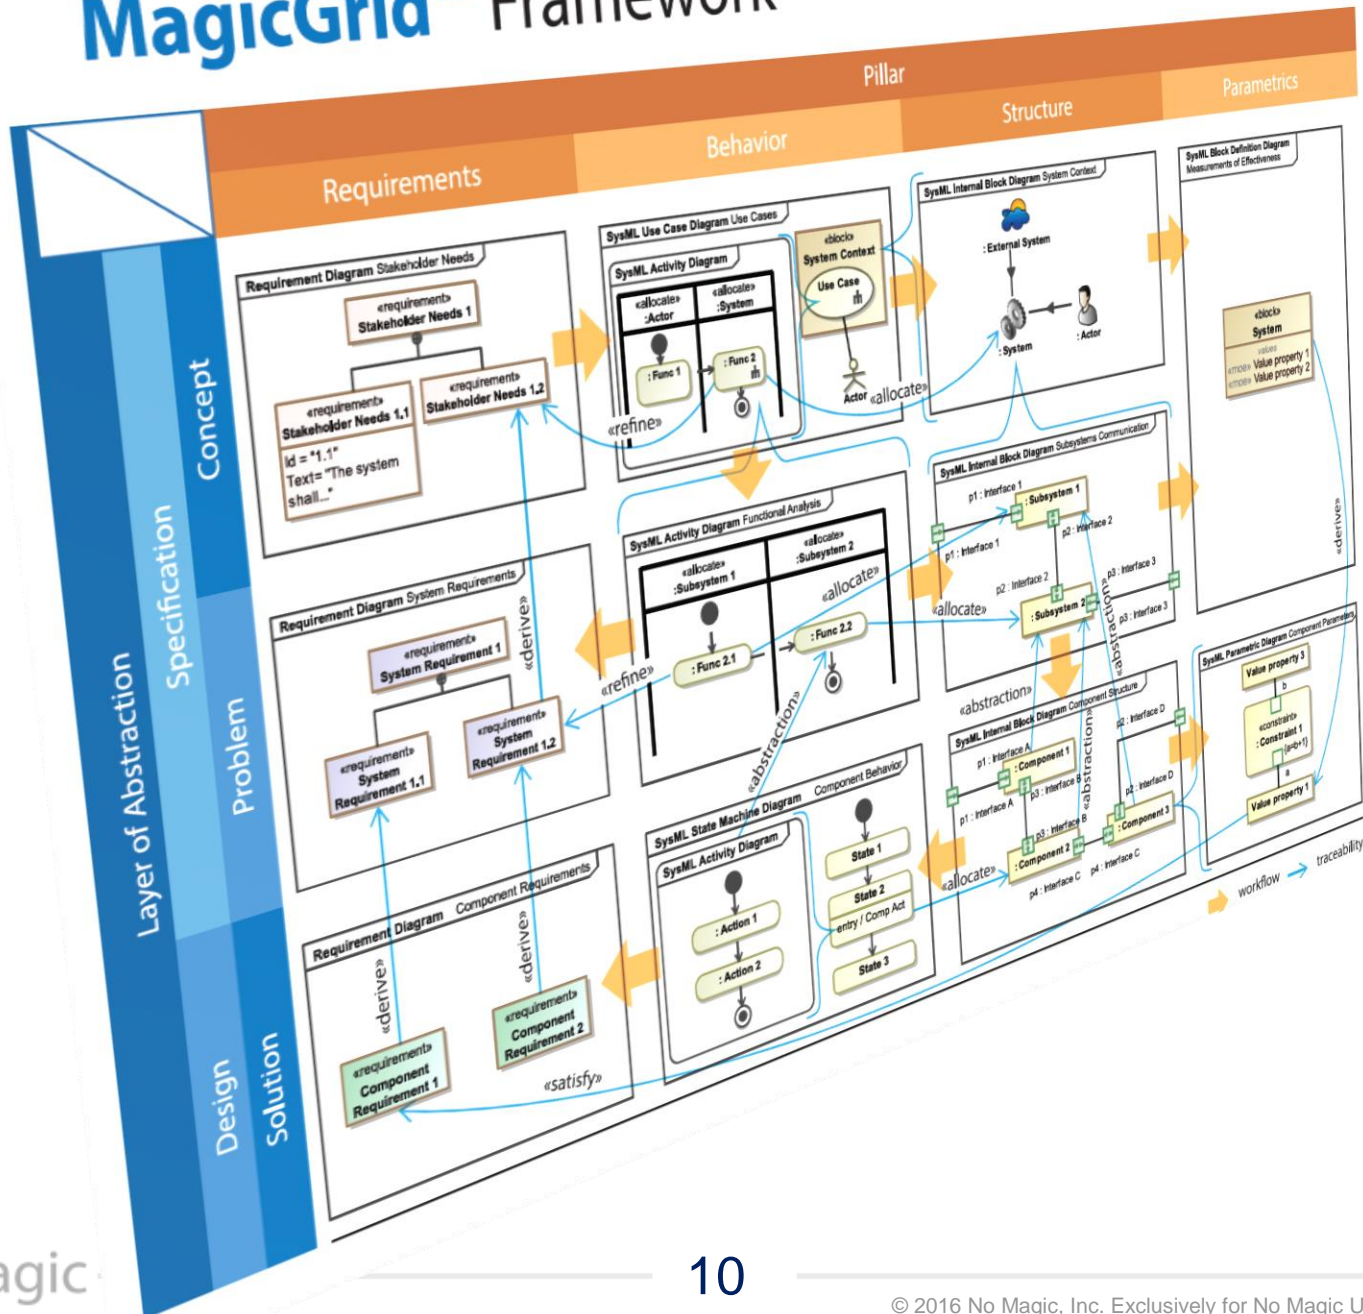 MagicGrid Framework
Pillar
Requirements
Behavior
Structure
Parametrics
Layer of Abstraction
Specification
Concept
Problem
Design
Solution
Requirement Diagram Stakeholder Needs
«requirement»
Stakeholder Needs 1
«requirement»
Stakeholder Needs 1.1
Id = "1.1"
Text= "The system
shall..."
«requirement»
Stakeholder Needs 1.2
SysML Use Case Diagram Use Cases
SysML Activity Diagram
«allocate»
:Actor
«allocate»
:System
: Func 1
: Func 2
«block»
System Context
Use Case
Actor
«allocate»
«refine»
SysML Internal Block Diagram System Context
: External System
: System
: Actor
SysML Block Definition Diagram
Measurements of Effectiveness
«block»
System
values
«moe» Value property 1
«moe» Value property 2
«derive»
Requirement Diagram System Requirements
«requirement»
System Requirement 1
«requirement»
System
Requirement 1.1
«requirement»
System
Requirement 1.2
«derive»
«refine»
SysML Activity Diagram Functional Analysis
«allocate»
:Subsystem 1
«allocate»
:Subsystem 2
: Func 2.1
: Func 2.2
«allocate»
«allocate»
«abstraction»
SysML Internal Block Diagram Subsystems Communication
p1 : Interface 1
: Subsystem 1
p1 : Interface 1
p2 : Interface 2
p2 : Interface 2
p3 : Interface 3
: Subsystem 2
p3 : Interface 3
«abstraction»
«abstraction»
«abstraction»
SysML Parametric Diagram Component Parameters
Value property 3
b
«constraint»
: Constraint 1
{a=b+1}
a
Value property 1
Requirement Diagram Component Requirements
«derive»
«derive»
«requirement»
Component
Requirement 1
«requirement»
Component
Requirement 2
«satisfy»
SysML State Machine Diagram Component Behavior
SysML Activity Diagram
: Action 1
: Action 2
State 1
State 2
entry / Comp Act
State 3
«allocate»
SysML Internal Block Diagram Component Structure
p1 : Interface A
: Component 1
p1 : Interface A
p3 : Interface B
p3 : Interface B
: Component 2
p2 : Interface D
p2 : Interface D
: Component 3
p4 : Interface C
p4 : Interface C
workflow
traceability
agic
10
© 2016 No Magic, Inc. Exclusively for No Magic U